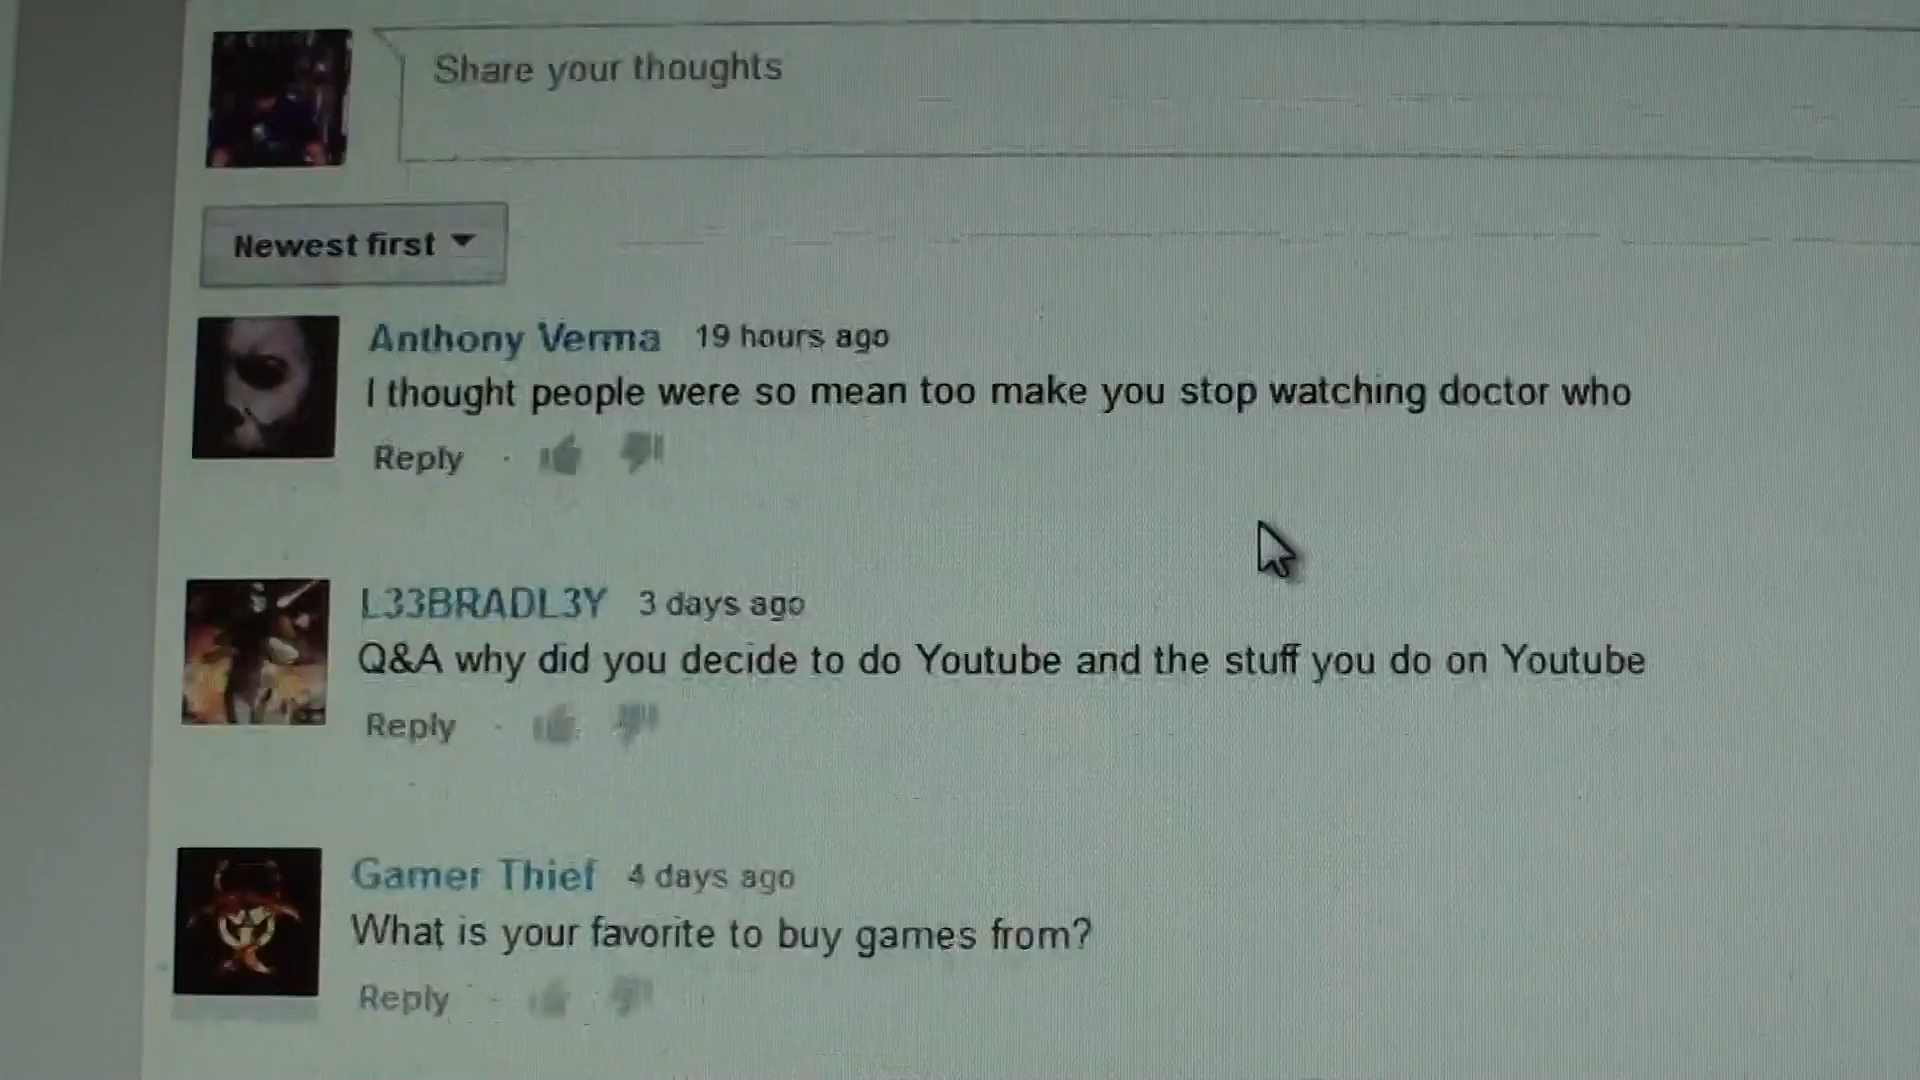 Share your thoughts
Newest first
Anthony Verma 19 hours ago
I thought people were so mean too make you stop watching doctor who
Reply
L33BRADL3Y 3 days ago
Q&A why did you decide to do Youtube and the stuff you do on Youtube
Reply
Gamer Thief 4 days ago
What is your favorite to buy games from?
Reply